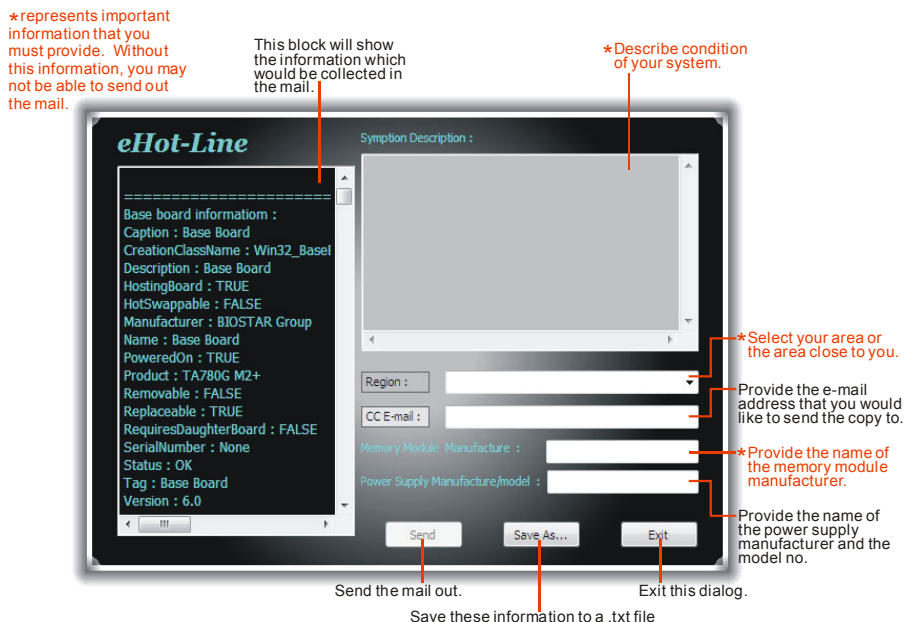 *represents important
information that you
must provide. Without
this information, you may
not be able to send out
the mail.
This block will show
the information which
would be collected in
the mail.
*Describe condition
of your system.
eHot-Line
======================
Base board informatiom :
Caption : Base Board
CreationClassName : Win32_BaseI
Description : Base Board
HostingBoard : TRUE
HotSwappable : FALSE
Manufacturer : BIOSTAR Group
Name : Base Board
PoweredOn : TRUE
Product : TA780G M2+
Removable : FALSE
Replaceable : TRUE
RequiresDaughterBoard : FALSE
SerialNumber : None
Status : OK
Tag : Base Board
Version : 6.0
Symption Description :
Region :
CC E-mail :
Memory Module Manufacture :
Power Supply Manufacture/model :
Send
Save As...
Exit
*Select your area or
the area close to you.
Provide the e-mail
address that you would
like to send the copy to.
*Provide the name of
the memory module
manufacturer.
Provide the name of
the power supply
manufacturer and the
model no.
Send the mail out.
Exit this dialog.
Save these information to a .txt file